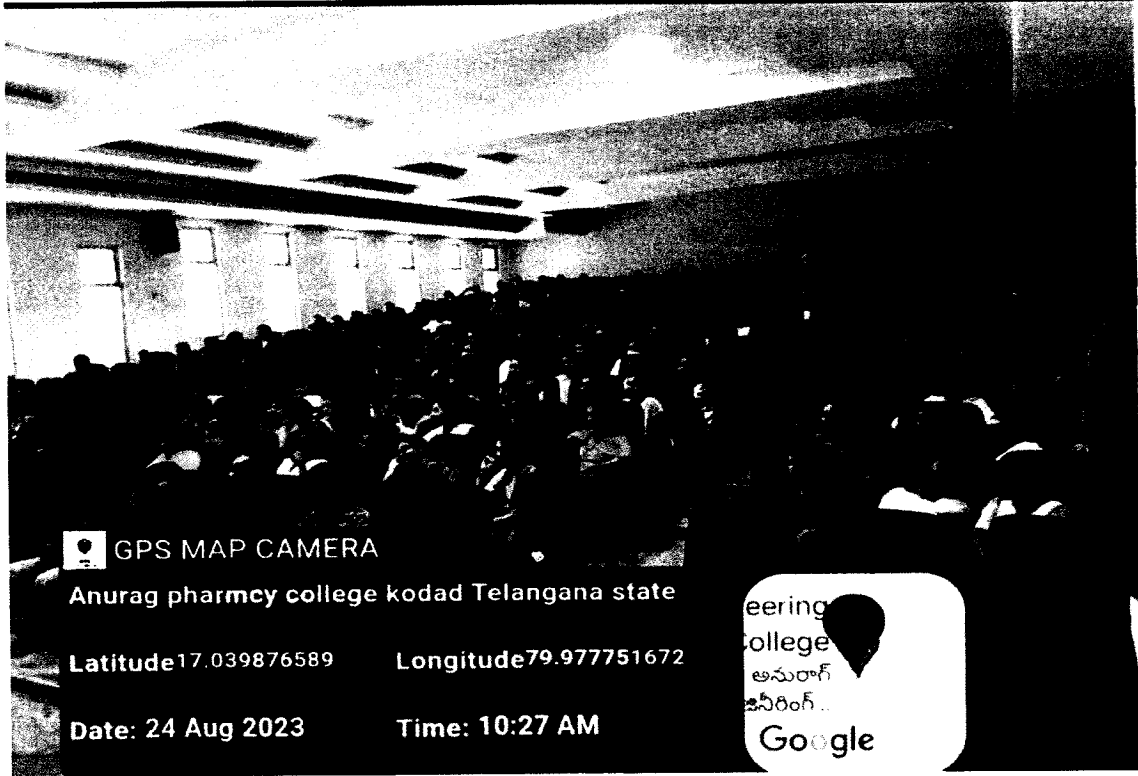 GPS MAP CAMERA
Anurag pharmcy college kodad Telangana state
Latitude17.039876589 Longitude79.977751672
Date: 24 Aug 2023 Time: 10:27 AM
eering
College
అనురాగ్
జినీరింగ్ ..
Google